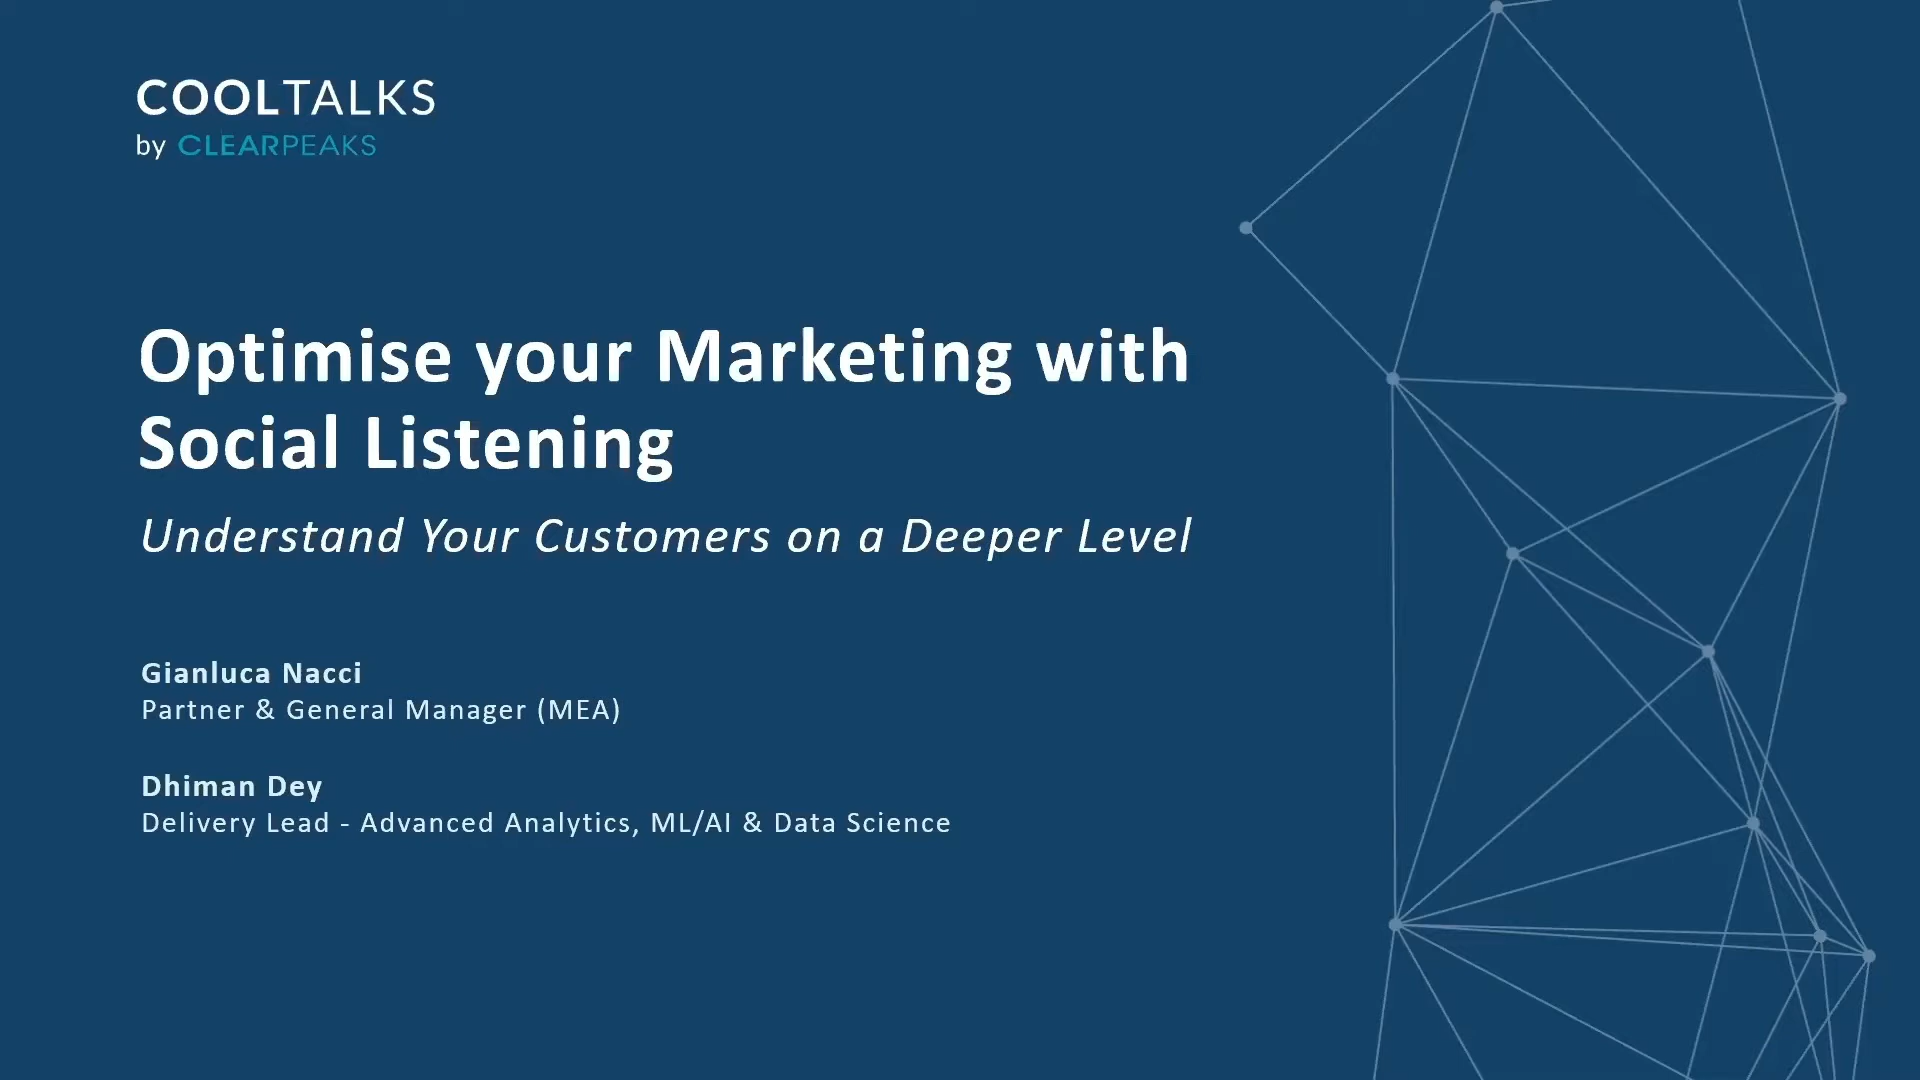 COOLTALKS
by CLEARPEAKS
Optimise your Marketing with
Social Listening
Understand Your Customers on a Deeper Level
Gianluca Nacci
Partner & General Manager (MEA)
Dhiman Dey
Delivery Lead - Advanced Analytics, ML/AI & Data Science